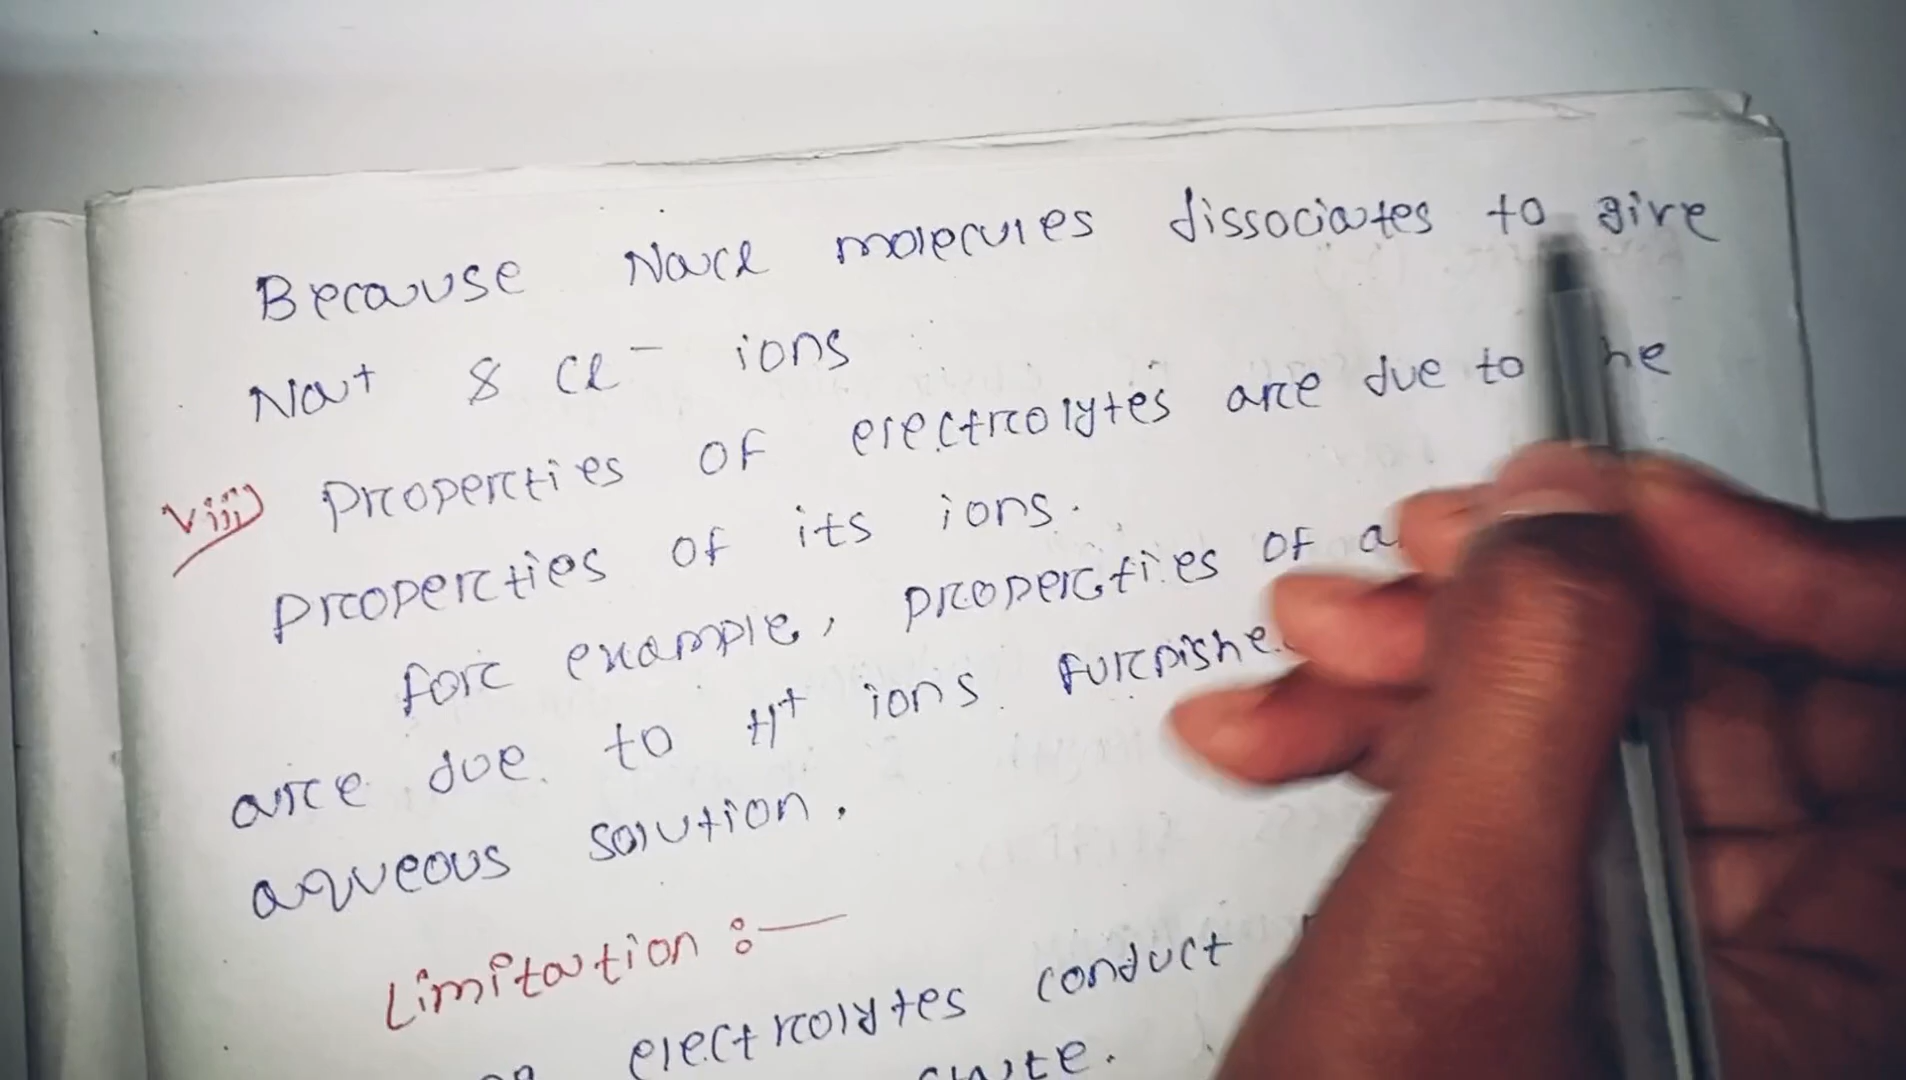 Because NaCl molecules dissociates to give
Na+ & Cl- ions
viii) Properties of electrolytes are due to
properties of its ions.
for example, properties of
are due to H+ ions furnishe
aqueous solution.
Limitation :—
electrolytes conduct